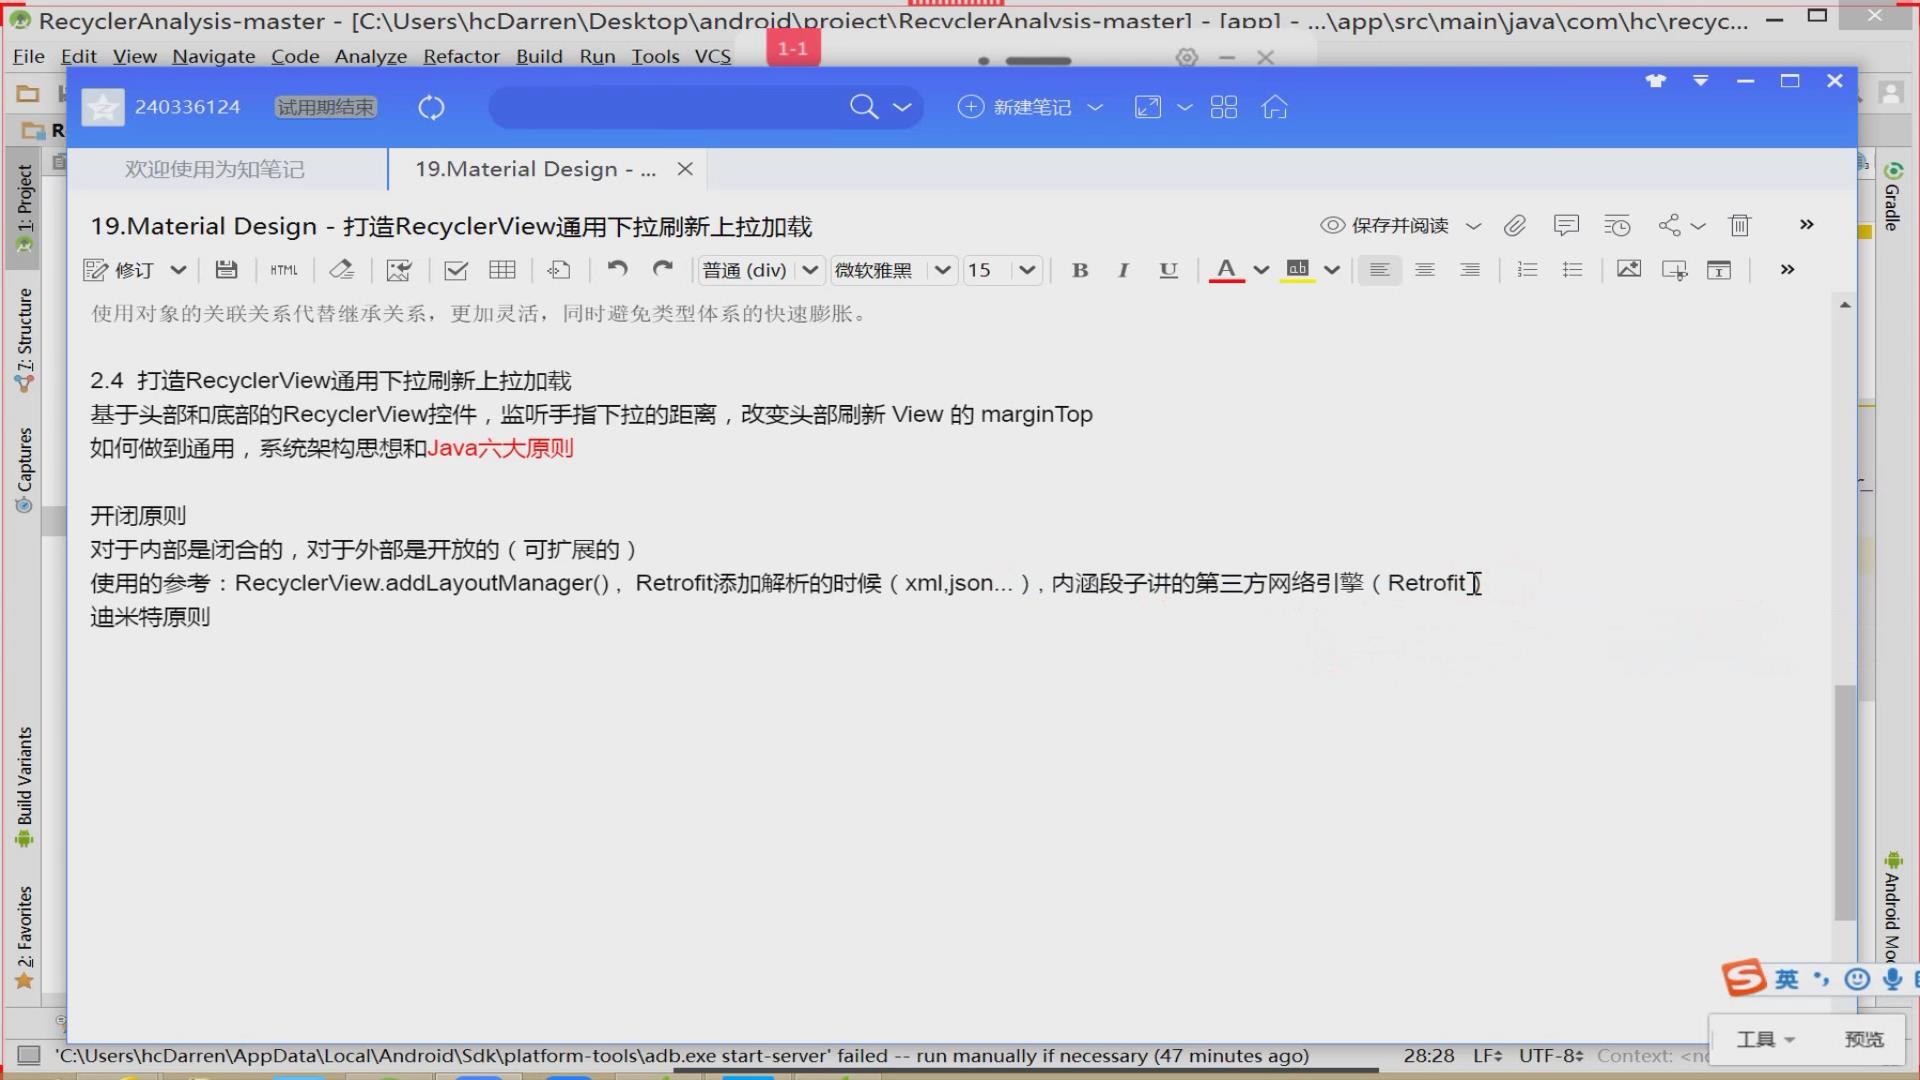 RecyclerAnalysis-master - [C:\Users\hcDarren\Desktop\android\project\RecyclerAnalysis-master] - [app] - ...\app\src\main\java\com\hc\recyc...
File Edit View Navigate Code Analyze Refactor Build Run Tools VCS
1-1
240336124 试用期结束 新建笔记
欢迎使用为知笔记 19.Material Design - ...
19.Material Design - 打造RecyclerView通用下拉刷新上拉加载 保存并阅读
修订 HTML 普通 (div) 微软雅黑 15 B I U A ab
使用对象的关联关系代替继承关系，更加灵活，同时避免类型体系的快速膨胀。
2.4 打造RecyclerView通用下拉刷新上拉加载
基于头部和底部的RecyclerView控件，监听手指下拉的距离，改变头部刷新 View 的 marginTop
如何做到通用，系统架构思想和Java六大原则
开闭原则
对于内部是闭合的，对于外部是开放的（可扩展的）
使用的参考：RecyclerView.addLayoutManager()，Retrofit添加解析的时候（xml,json...），内涵段子讲的第三方网络引擎（Retrofit）
迪米特原则
1: Project
7: Structure
Captures
Build Variants
2: Favorites
Gradle
Android Mo
英
工具 预览
'C:\Users\hcDarren\AppData\Local\Android\Sdk\platform-tools\adb.exe start-server' failed -- run manually if necessary (47 minutes ago) 28:28 LF UTF-8 Context: <no